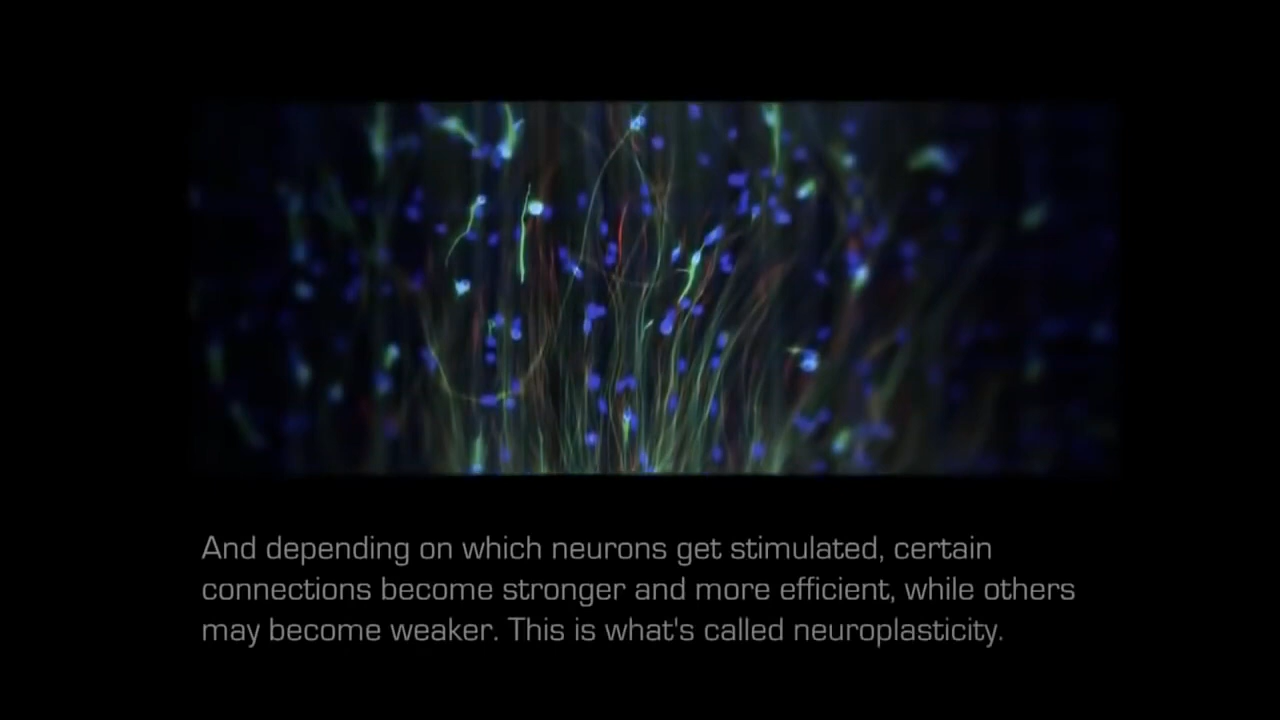 And depending on which neurons get stimulated, certain
connections become stronger and more efficient, while others
may become weaker. This is what's called neuroplasticity.